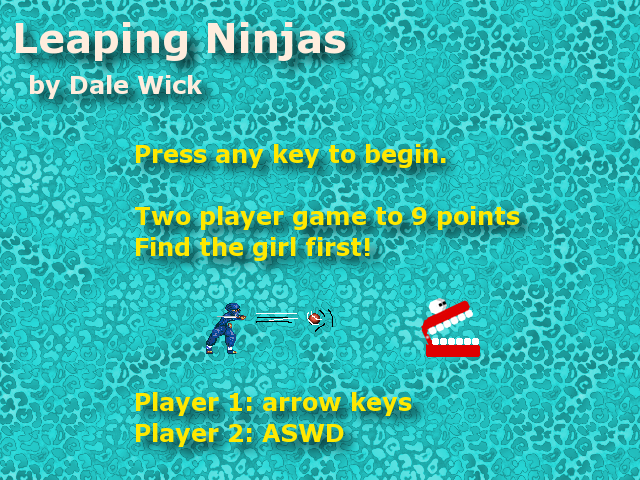 Leaping Ninjas
by Dale Wick
Press any key to begin.
Two player game to 9 points
Find the girl first!
Player 1: arrow keys
Player 2: ASWD